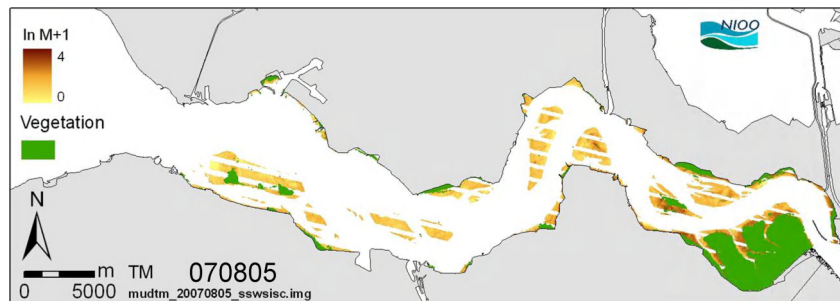 ln M+1
4
0
Vegetation
NIOO
N
m
0 5000
TM 070805
mudtm_20070805_sswsisc.img